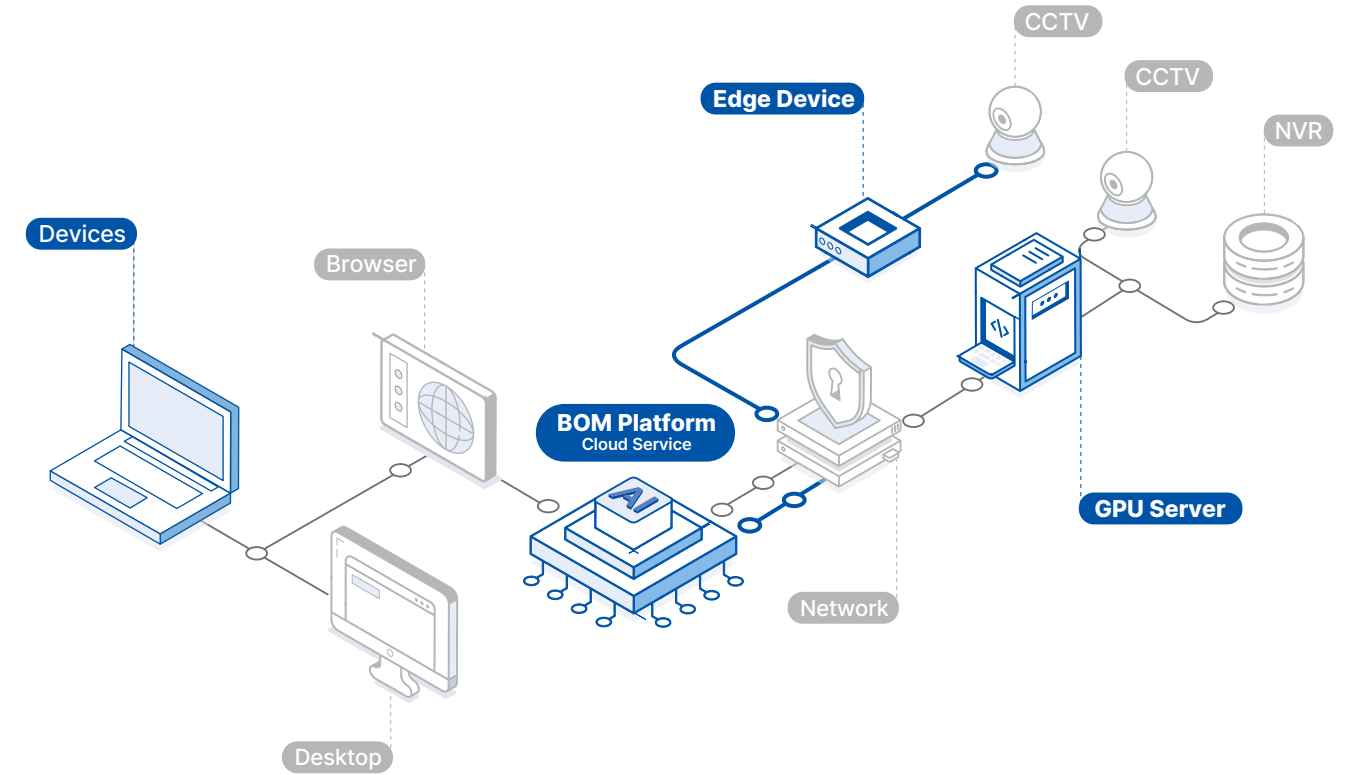 CCTV
CCTV
Edge Device
NVR
Devices
Browser
BOM Platform
Cloud Service
AI
</>
GPU Server
Network
Desktop